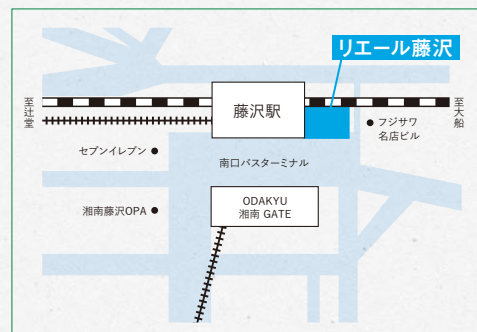 リエール藤沢
至辻堂
藤沢駅
至大船
フジサワ
名店ビル
セブンイレブン
南口バスターミナル
湘南藤沢OPA
ODAKYU
湘南 GATE